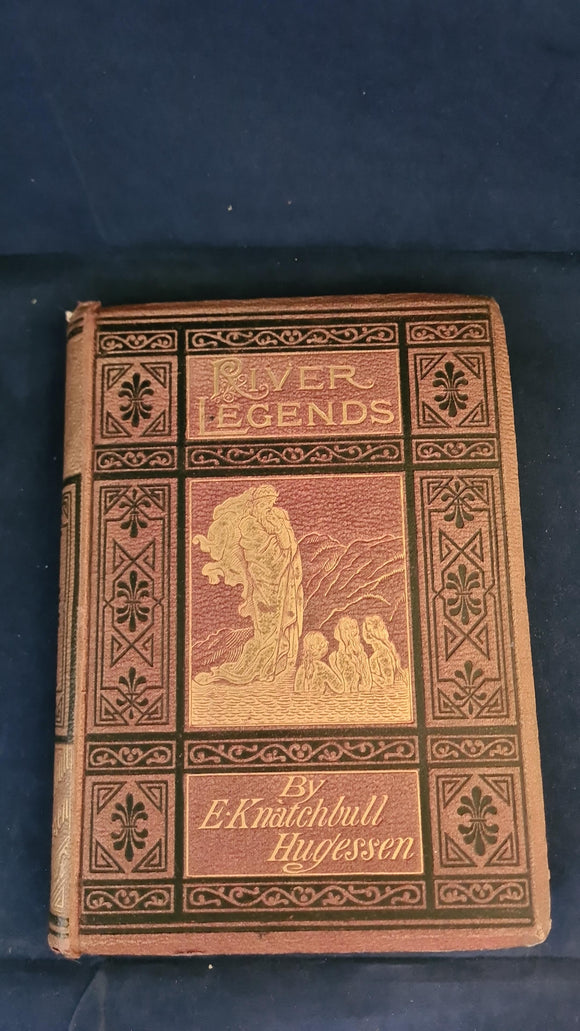 RIVER
LEGENDS
By
E. Knatchbull
Hugessen